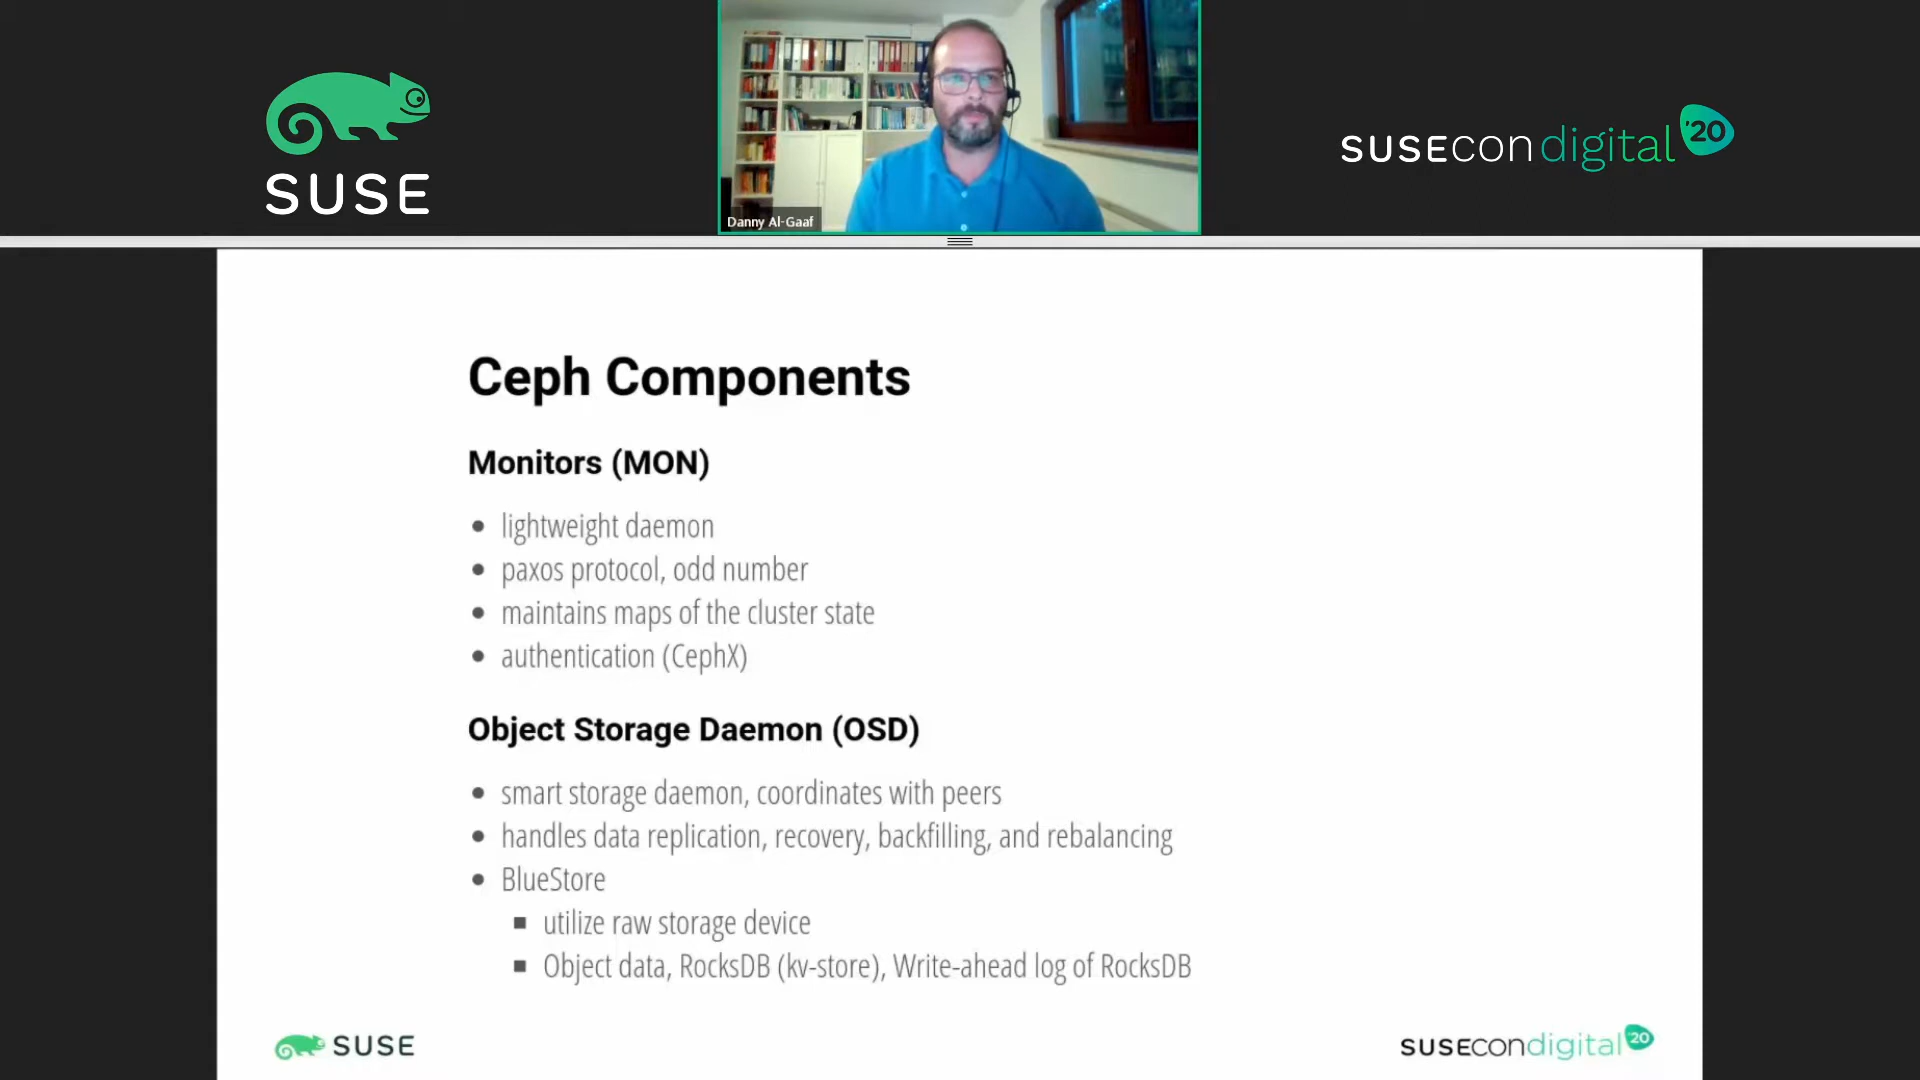 SUSE
Danny Al-Gaaf
SUSEcon digital '20
Ceph Components
Monitors (MON)
lightweight daemon
paxos protocol, odd number
maintains maps of the cluster state
authentication (CephX)
Object Storage Daemon (OSD)
smart storage daemon, coordinates with peers
handles data replication, recovery, backfilling, and rebalancing
BlueStore
utilize raw storage device
Object data, RocksDB (kv-store), Write-ahead log of RocksDB
SUSE
SUSEcondigital '20